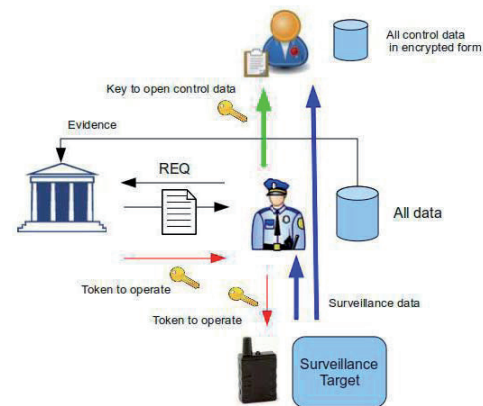 All control data
in encrypted form
Key to open control data
Evidence
REQ
All data
Token to operate
Token to operate
Surveillance data
Surveillance
Target